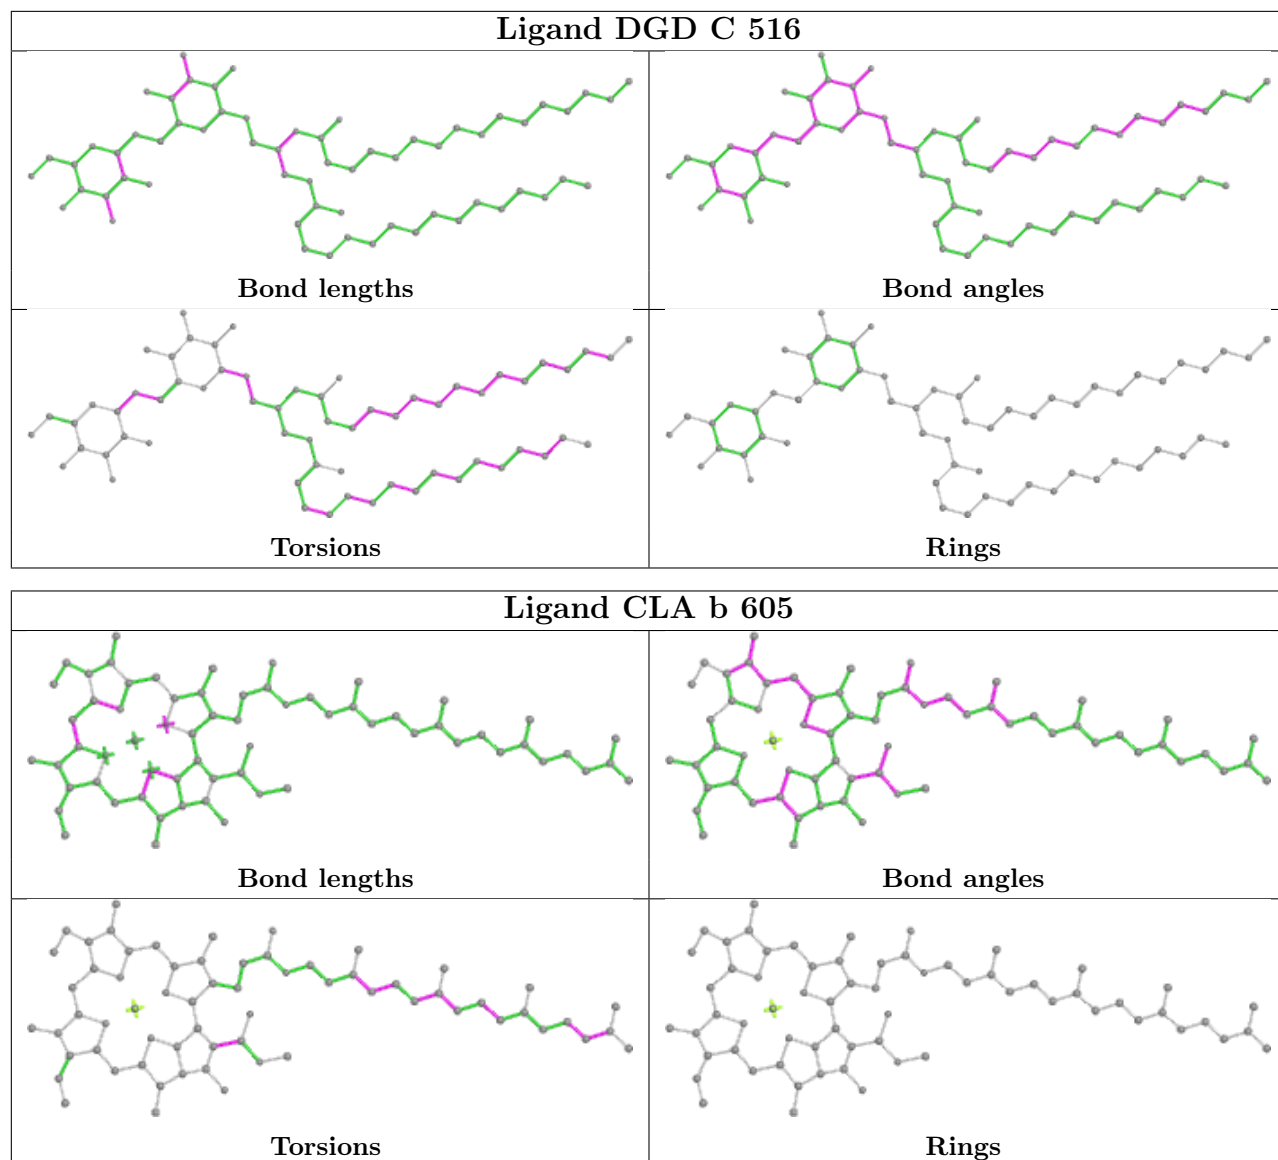 Ligand DGD C 516
Bond lengths
Bond angles
Torsions
Rings
Ligand CLA b 605
Bond lengths
Bond angles
Torsions
Rings